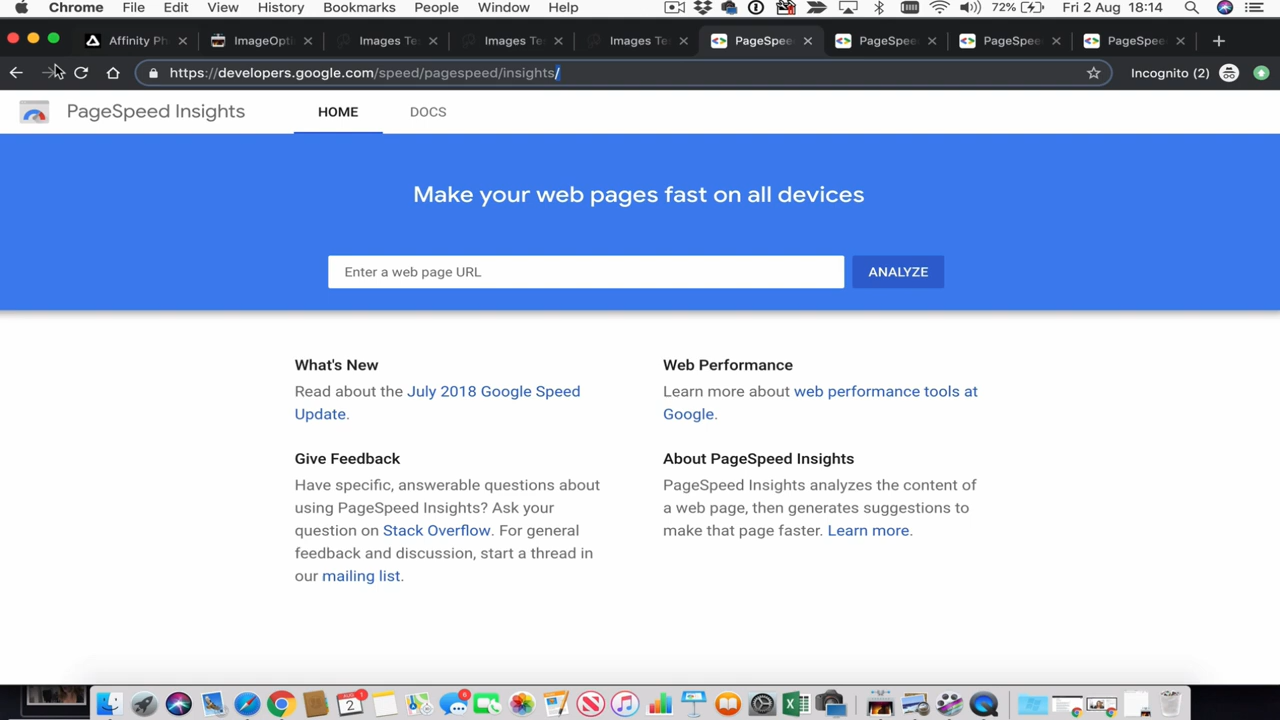 Chrome File Edit View History Bookmarks People Window Help 72% Fri 2 Aug 18:14
Affinity Ph ImageOpti Images Te Images Te Images Te PageSpee PageSpee PageSpee PageSpee
https://developers.google.com/speed/pagespeed/insights/ Incognito (2)
PageSpeed Insights HOME DOCS
Make your web pages fast on all devices
Enter a web page URL ANALYZE
What's New
Read about the July 2018 Google Speed
Update.
Web Performance
Learn more about web performance tools at
Google.
Give Feedback
Have specific, answerable questions about
using PageSpeed Insights? Ask your
question on Stack Overflow. For general
feedback and discussion, start a thread in
our mailing list.
About PageSpeed Insights
PageSpeed Insights analyzes the content of
a web page, then generates suggestions to
make that page faster. Learn more.